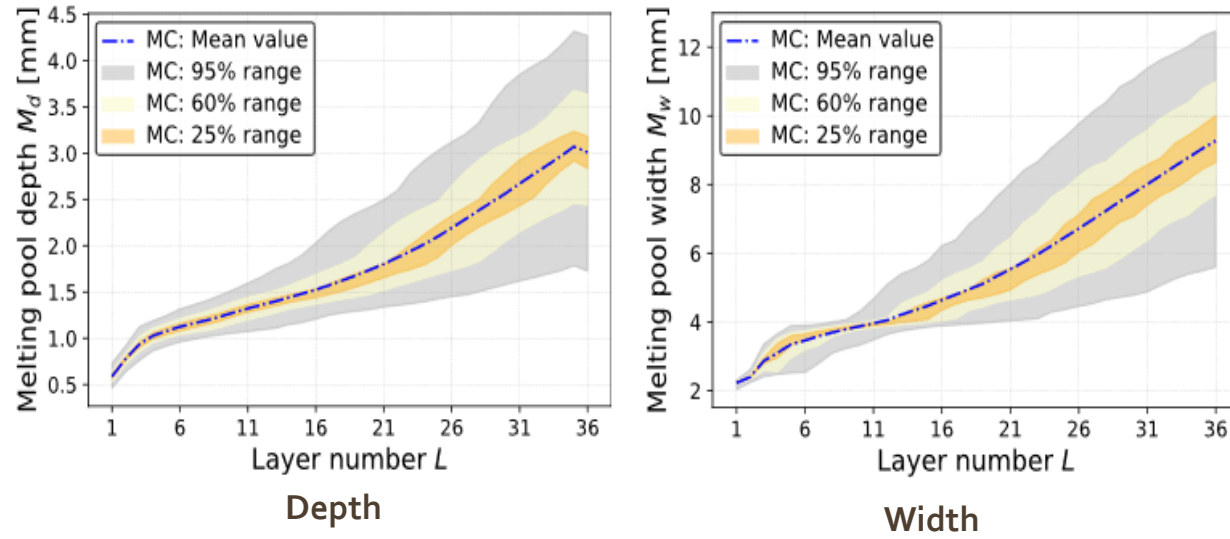 Melting pool depth M_d [mm]
4.5
4.0
3.5
3.0
2.5
2.0
1.5
1.0
0.5
MC: Mean value
MC: 95% range
MC: 60% range
MC: 25% range
1 6 11 16 21 26 31 36
Layer number L
Depth
Melting pool width M_w [mm]
12
10
8
6
4
2
MC: Mean value
MC: 95% range
MC: 60% range
MC: 25% range
1 6 11 16 21 26 31 36
Layer number L
Width